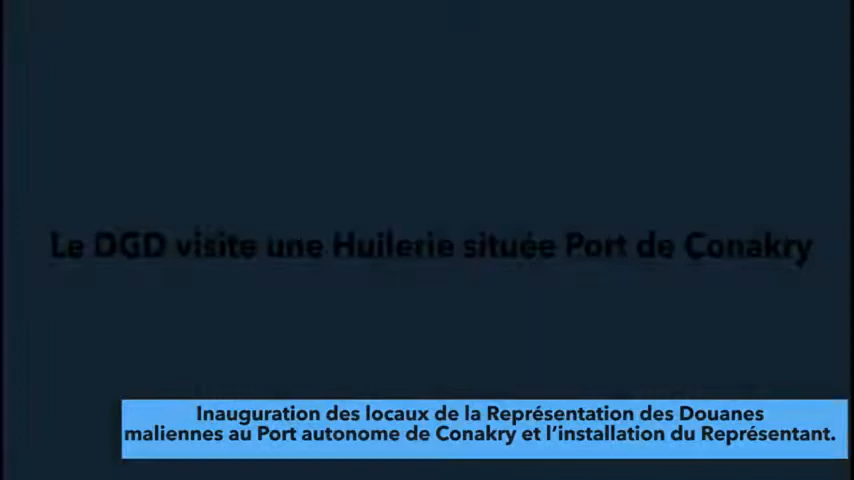 Le DGD visite une Huilerie située Port de Conakry
Inauguration des locaux de la Représentation des Douanes
maliennes au Port autonome de Conakry et l’installation du Représentant.